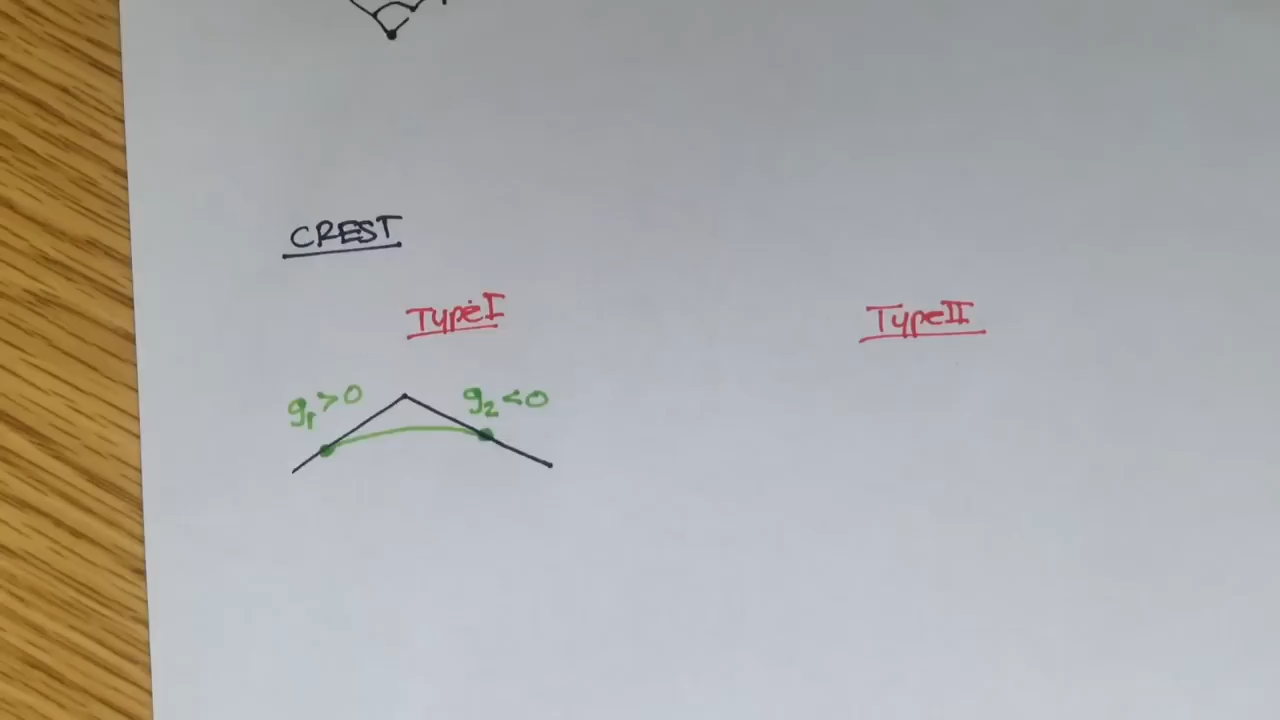 CREST
Type I
Type II
g₁>0
g₂<0